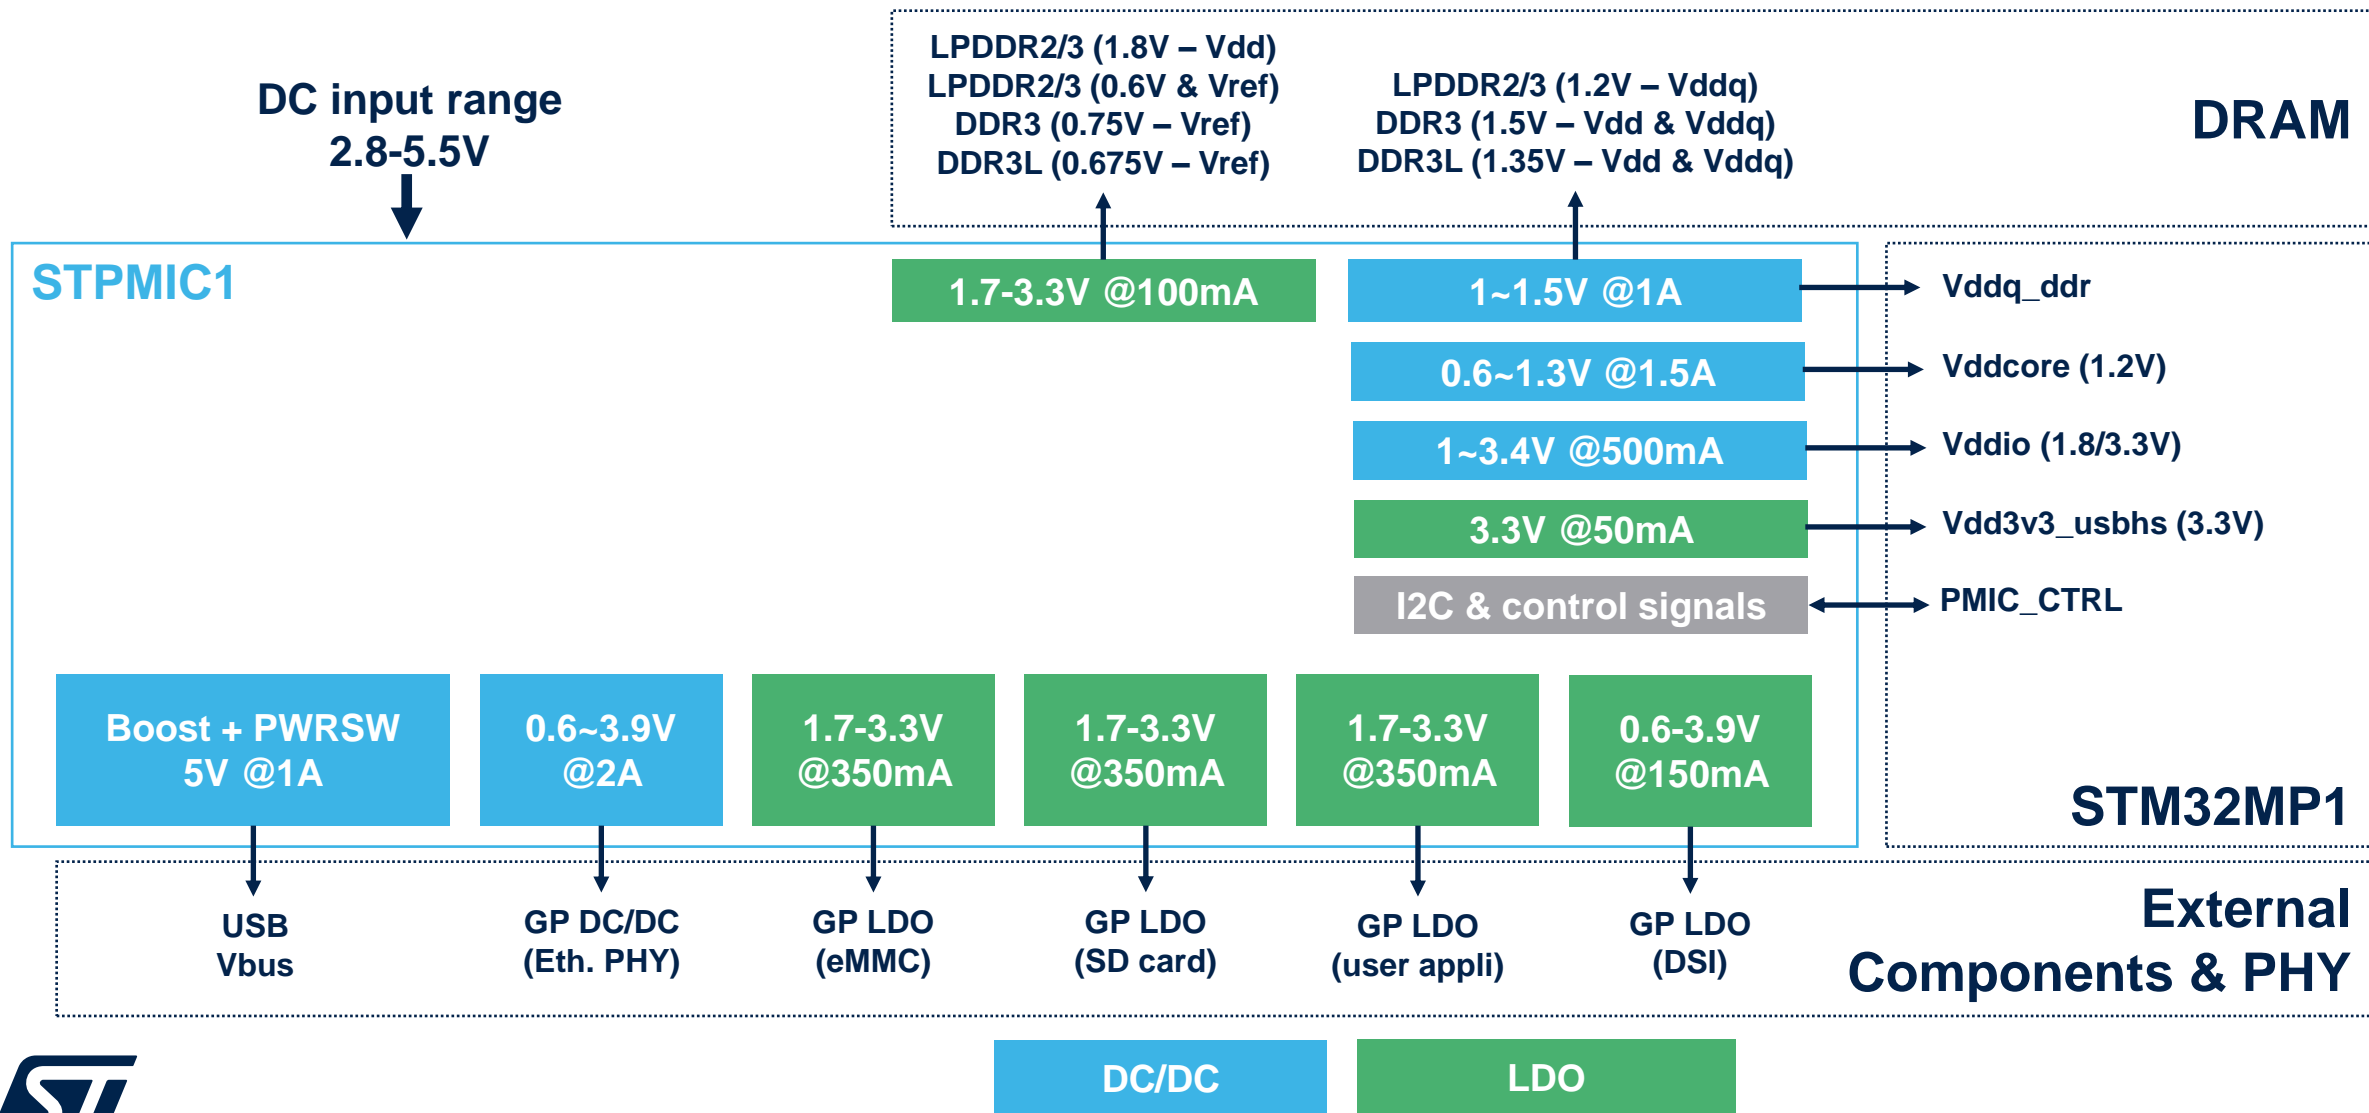 LPDDR2/3 (1.8V – Vdd)
LPDDR2/3 (0.6V & Vref)
DDR3 (0.75V – Vref)
DDR3L (0.675V – Vref)
LPDDR2/3 (1.2V – Vddq)
DDR3 (1.5V – Vdd & Vddq)
DDR3L (1.35V – Vdd & Vddq)
DRAM
DC input range
2.8-5.5V
STPMIC1
1.7-3.3V @100mA
1~1.5V @1A
Vddq_ddr
0.6~1.3V @1.5A
Vddcore (1.2V)
1~3.4V @500mA
Vddio (1.8/3.3V)
3.3V @50mA
Vdd3v3_usbhs (3.3V)
I2C & control signals
PMIC_CTRL
STM32MP1
Boost + PWRSW
5V @1A
0.6~3.9V
@2A
1.7-3.3V
@350mA
1.7-3.3V
@350mA
1.7-3.3V
@350mA
0.6-3.9V
@150mA
USB
Vbus
GP DC/DC
(Eth. PHY)
GP LDO
(eMMC)
GP LDO
(SD card)
GP LDO
(user appli)
GP LDO
(DSI)
External
Components & PHY
ST
DC/DC
LDO